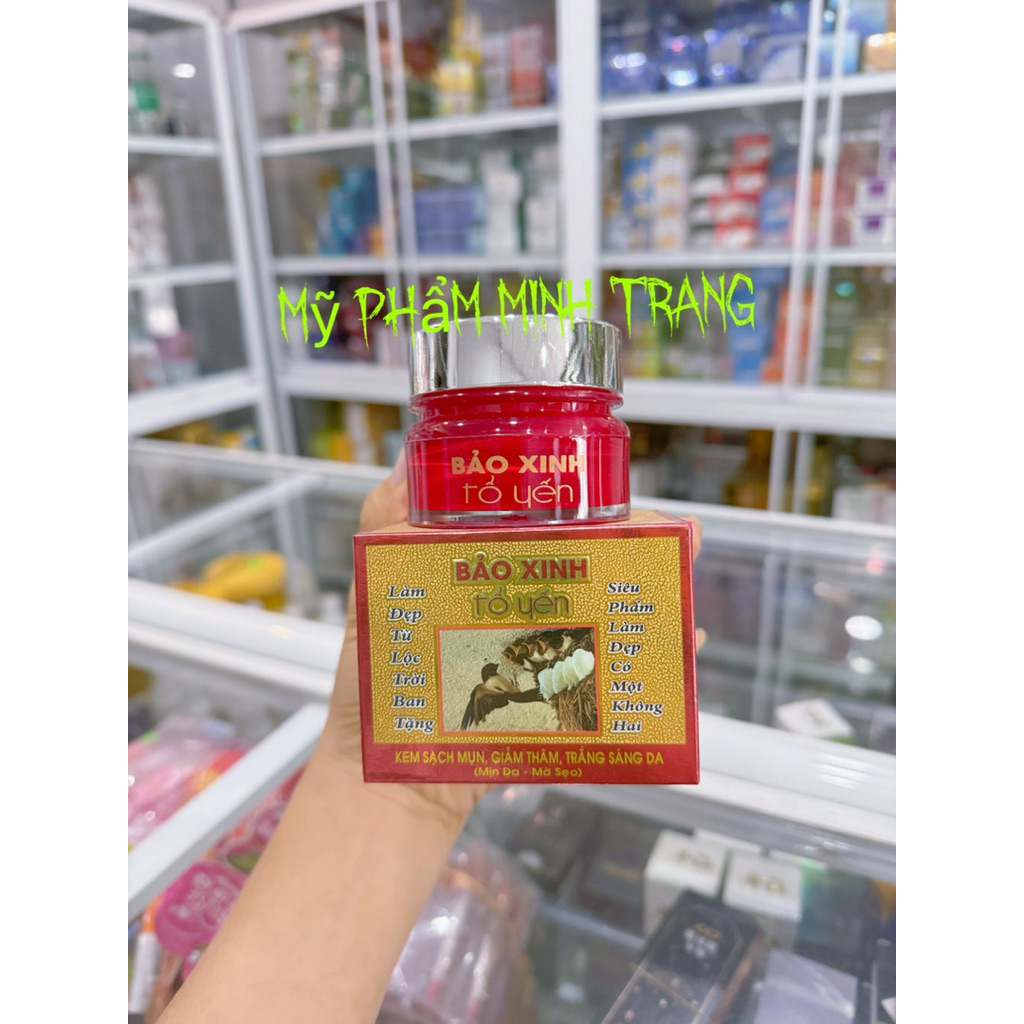 Mỹ PHẩM MINH TRANG
BẢO XINH
tổ yến
BẢO XINH
tổ yến
Làm
Đẹp
Từ
Lộc
Trời
Ban
Tặng
Siêu
Phẩm
Làm
Đẹp
Có
Một
Không
Hai
KEM SẠCH MỤN, GIẢM THÂM, TRẮNG SÁNG DA
(Mịn Da - Mờ Sẹo)